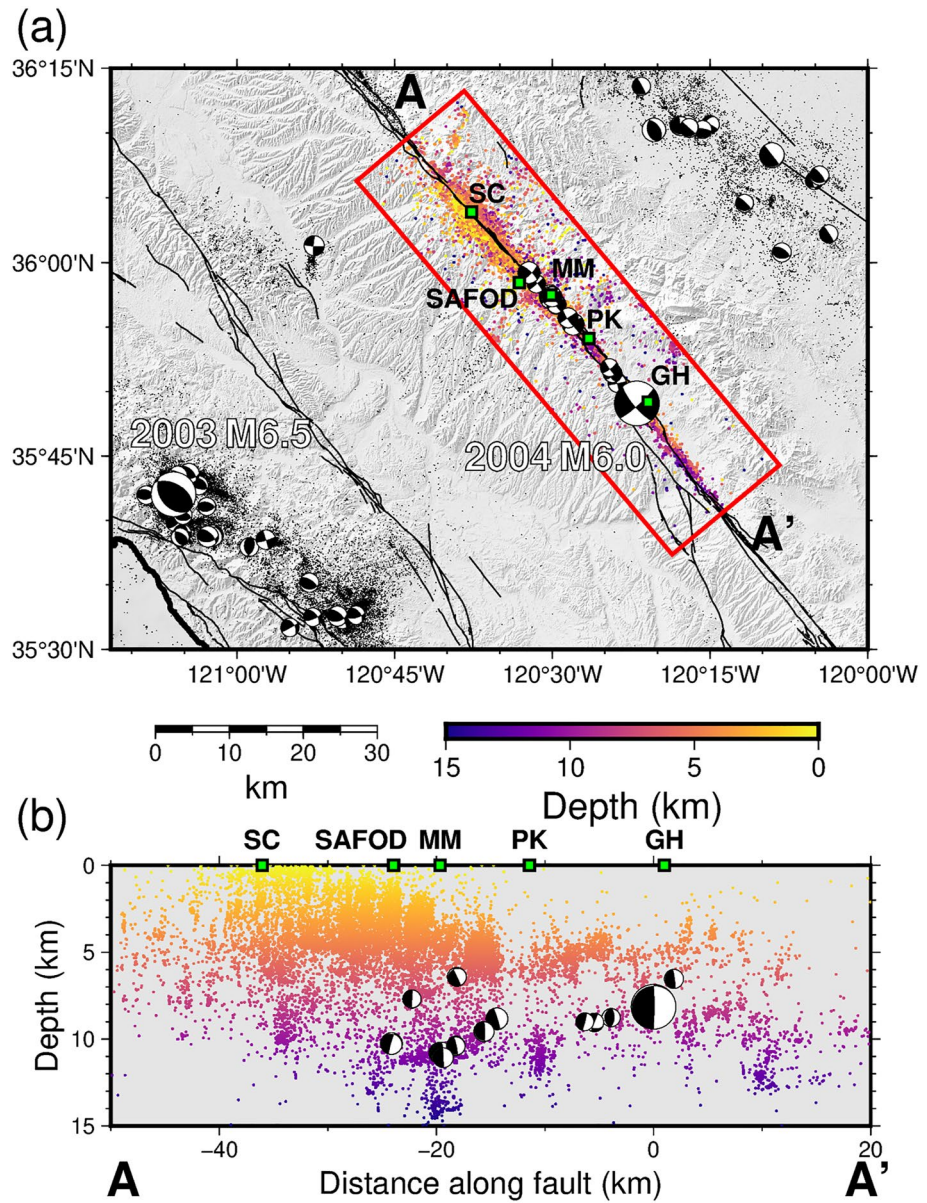 (a)
36°15'N
36°00'N
35°45'N
35°30'N
A
SC
MM
SAFOD
PK
GH
2003 M6.5
2004 M6.0
A’
121°00'W
120°45'W
120°30'W
120°15'W
120°00'W
0 10 20 30
km
15 10 5 0
Depth (km)
(b)
SC SAFOD MM PK GH
0
5
10
15
Depth (km)
−40 −20 0 20
A Distance along fault (km) A’